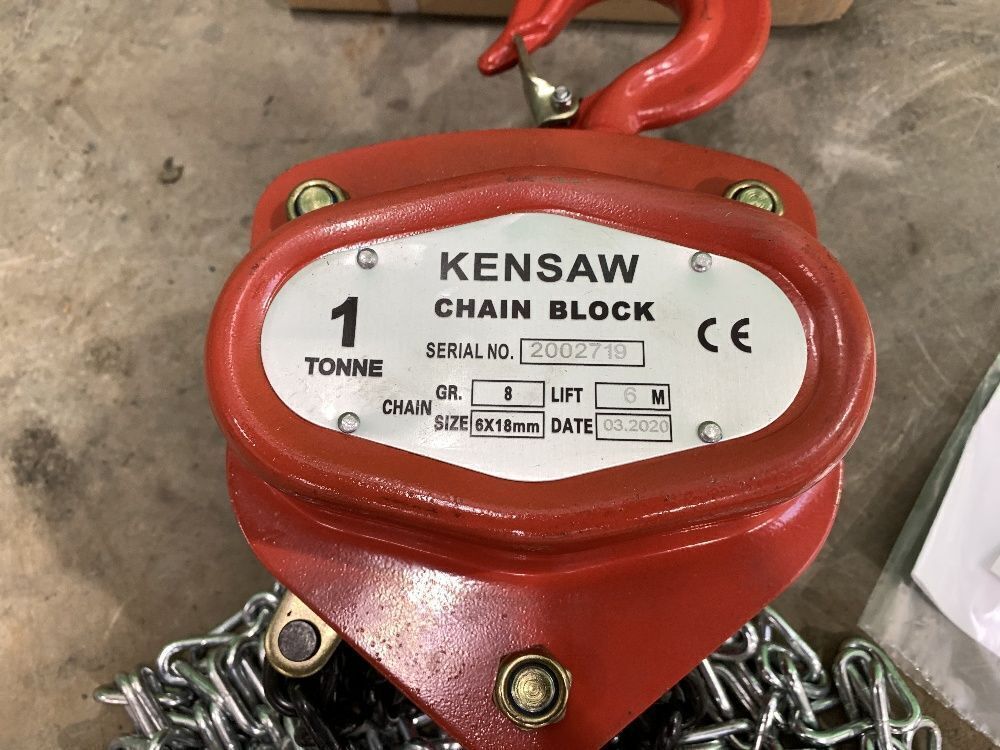 KENSAW
CHAIN BLOCK
1
TONNE
SERIAL NO. 2002719
CE
CHAIN
GR. 8 LIFT 6 M
SIZE 6X18mm DATE 03.2020